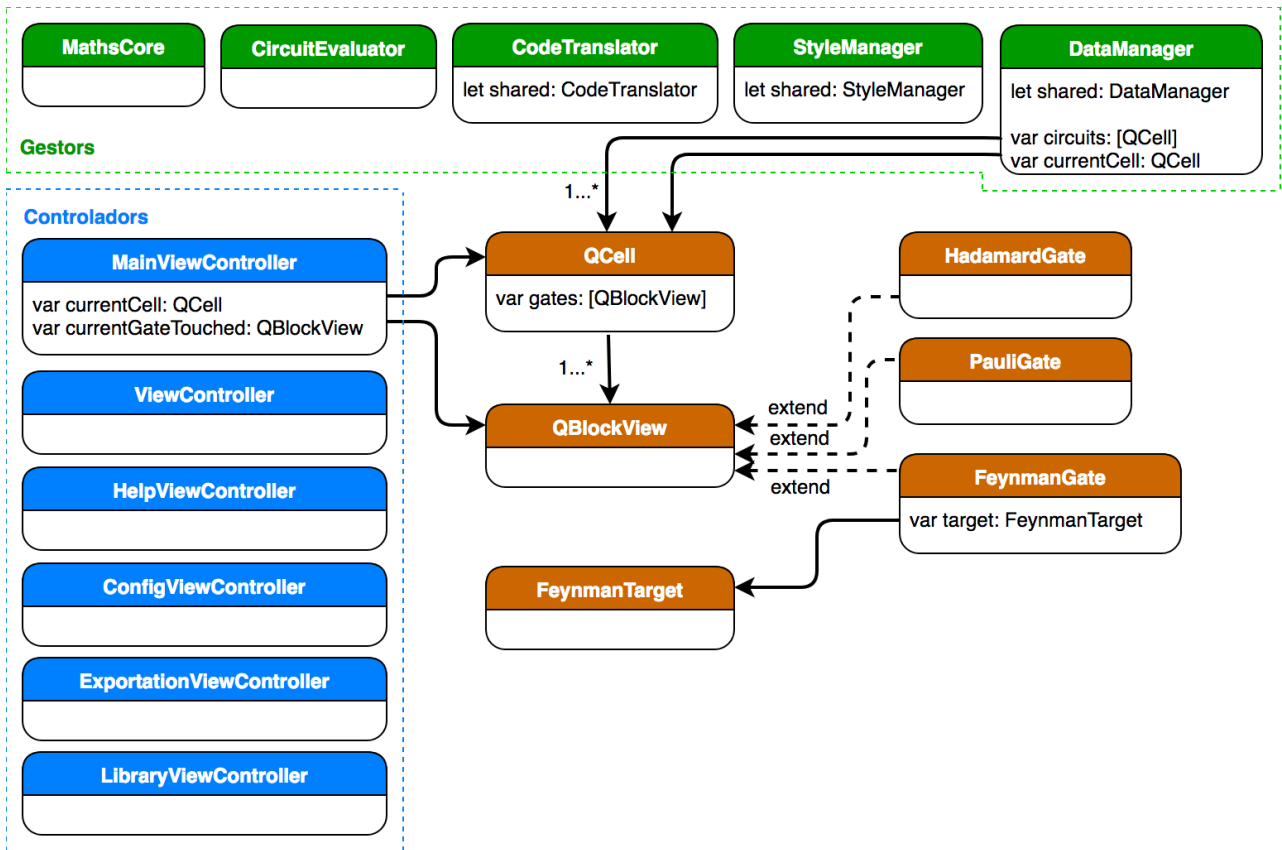 MathsCore
CircuitEvaluator
CodeTranslator
let shared: CodeTranslator
StyleManager
let shared: StyleManager
DataManager
let shared: DataManager
var circuits: [QCell]
var currentCell: QCell
Gestors
1...*
Controladors
MainViewController
var currentCell: QCell
var currentGateTouched: QBlockView
ViewController
HelpViewController
ConfigViewController
ExportationViewController
LibraryViewController
QCell
var gates: [QBlockView]
1...*
QBlockView
extend
extend
extend
HadamardGate
PauliGate
FeynmanGate
var target: FeynmanTarget
FeynmanTarget